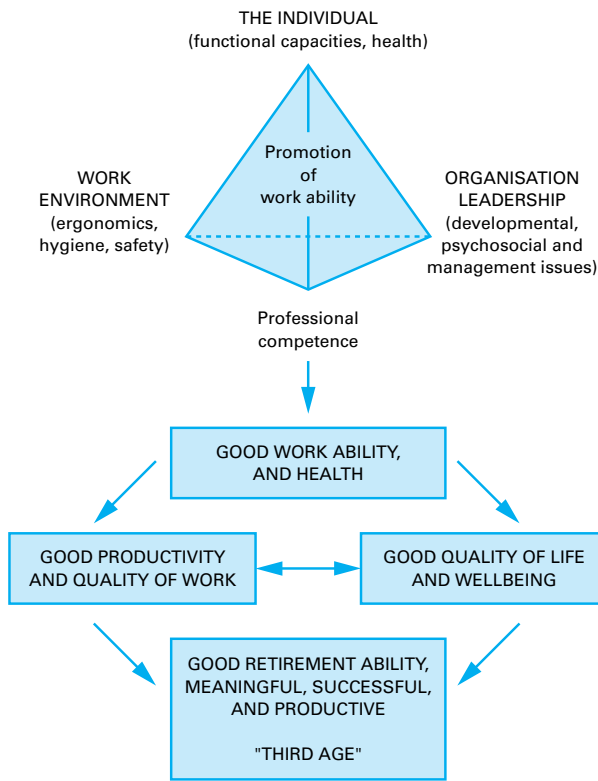 THE INDIVIDUAL
(functional capacities, health)
Promotion
of
work ability
WORK
ENVIRONMENT
(ergonomics,
hygiene, safety)
ORGANISATION
LEADERSHIP
(developmental,
psychosocial and
management issues)
Professional
competence
GOOD WORK ABILITY,
AND HEALTH
GOOD PRODUCTIVITY
AND QUALITY OF WORK
GOOD QUALITY OF LIFE
AND WELLBEING
GOOD RETIREMENT ABILITY,
MEANINGFUL, SUCCESSFUL,
AND PRODUCTIVE
"THIRD AGE"